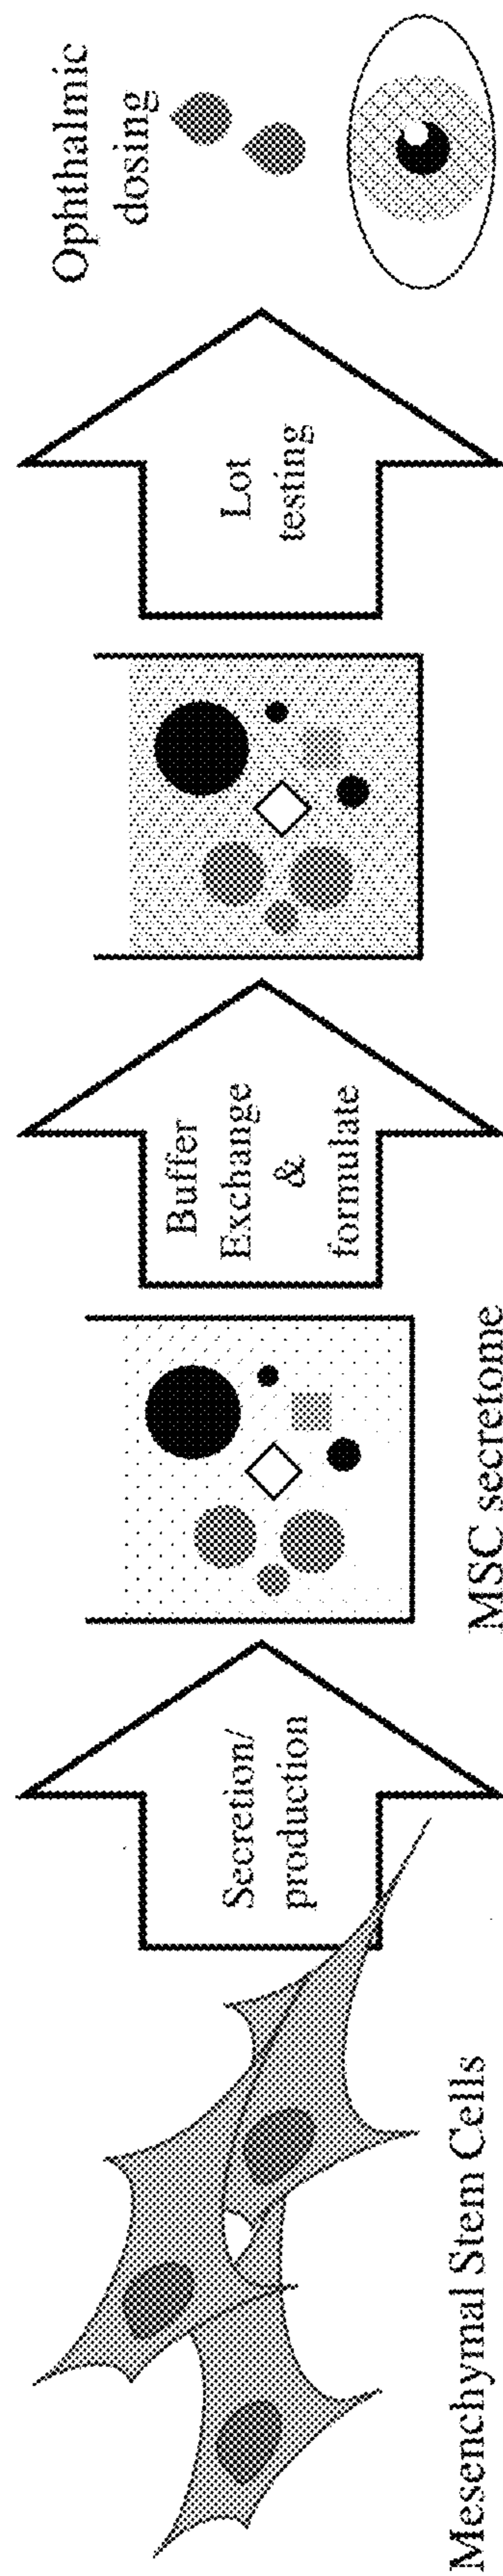 Mesenchymal Stem Cells
Secretion/
production
MSC secretome
Buffer
Exchange
&
formulate
Lot
testing
Ophthalmic
dosing